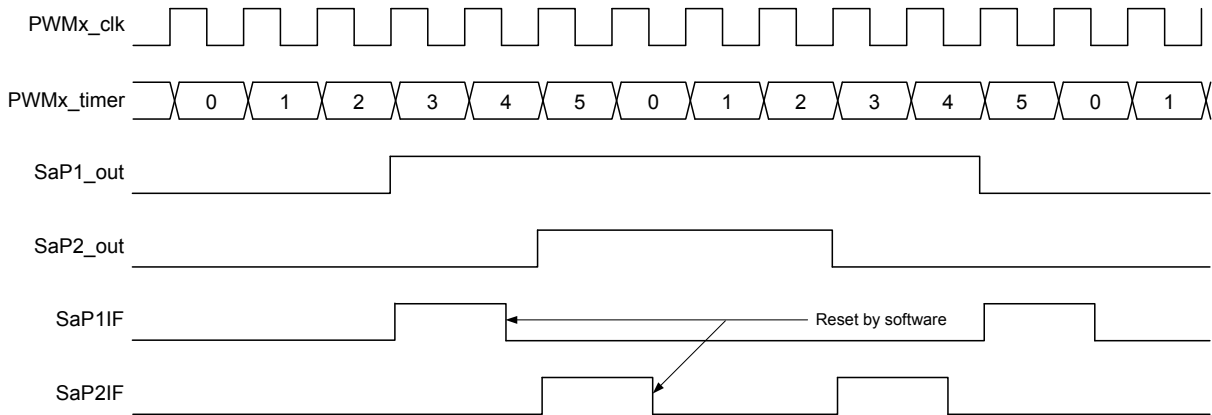 PWMx_clk
PWMx_timer 0 1 2 3 4 5 0 1 2 3 4 5 0 1
SaP1_out
SaP2_out
SaP1IF
Reset by software
SaP2IF